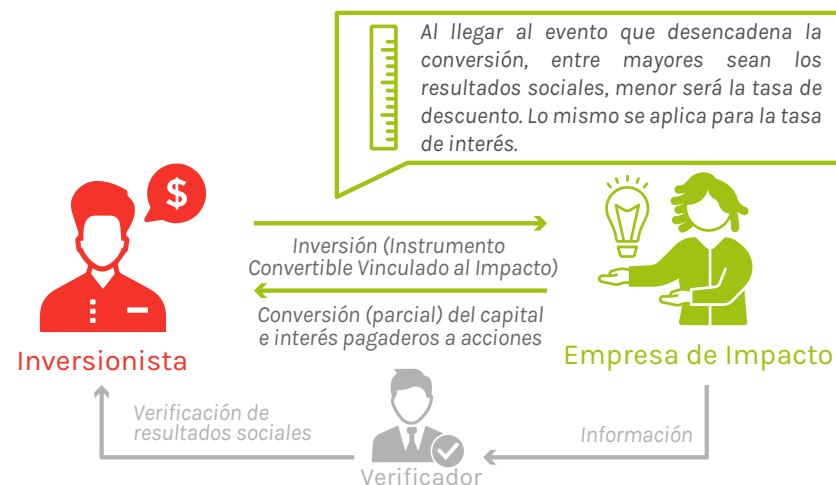 Al llegar al evento que desencadena la
conversión, entre mayores sean los
resultados sociales, menor será la tasa de
descuento. Lo mismo se aplica para la tasa
de interés.
$
Inversión (Instrumento
Convertible Vinculado al Impacto)
Conversión (parcial) del capital
e interés pagaderos a acciones
Inversionista
Empresa de Impacto
Verificación de
resultados sociales
Información
Verificador